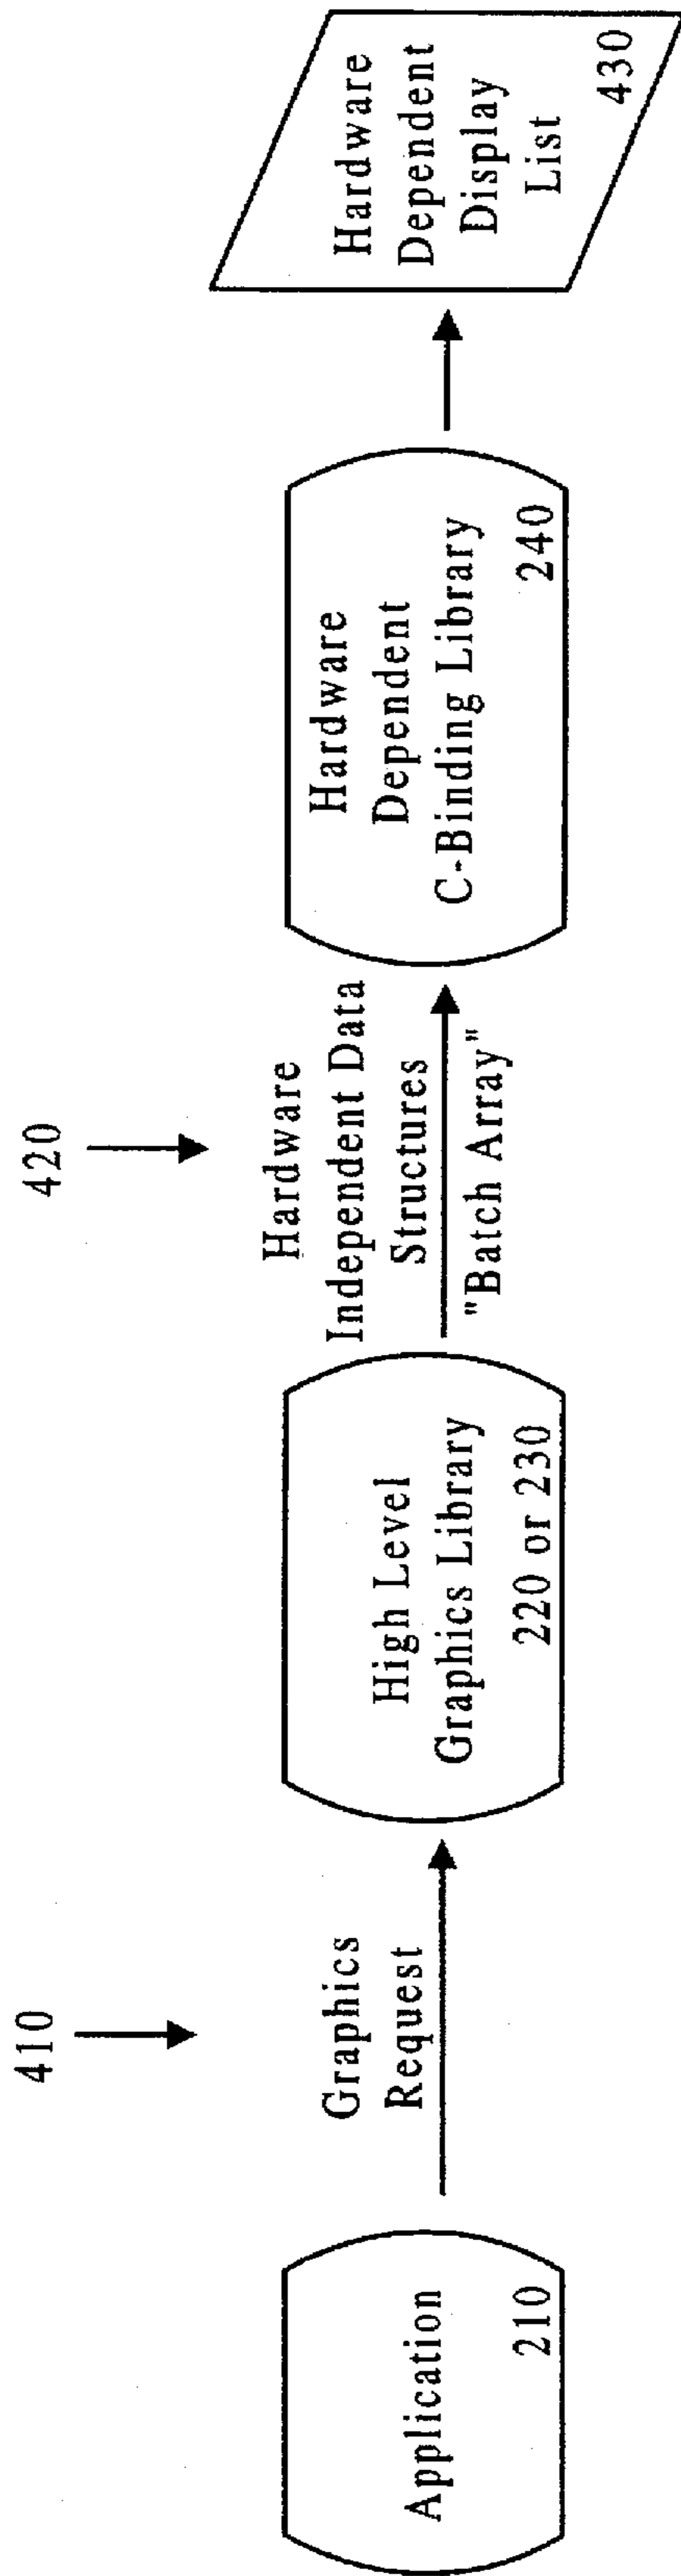 410
420
Application
210
Graphics
Request
High Level
Graphics Library
220 or 230
Hardware
Independent Data
Structures
"Batch Array"
Hardware
Dependent
C-Binding Library
240
Hardware
Dependent
Display
List
430